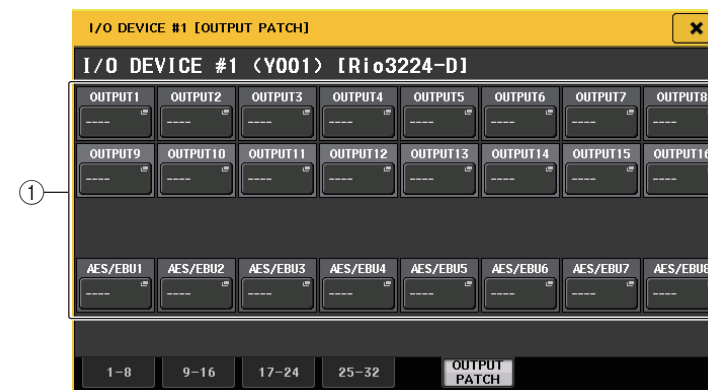 I/O DEVICE #1 [OUTPUT PATCH]
I/O DEVICE #1 (Y001) [Rio3224-D]
OUTPUT1 OUTPUT2 OUTPUT3 OUTPUT4 OUTPUT5 OUTPUT6 OUTPUT7 OUTPUT8
---- ---- ---- ---- ---- ---- ---- ----
OUTPUT9 OUTPUT10 OUTPUT11 OUTPUT12 OUTPUT13 OUTPUT14 OUTPUT15 OUTPUT16
---- ---- ---- ---- ---- ---- ---- ----
①
AES/EBU1 AES/EBU2 AES/EBU3 AES/EBU4 AES/EBU5 AES/EBU6 AES/EBU7 AES/EBU8
---- ---- ---- ---- ---- ---- ---- ----
1-8 9-16 17-24 25-32 OUTPUT
PATCH